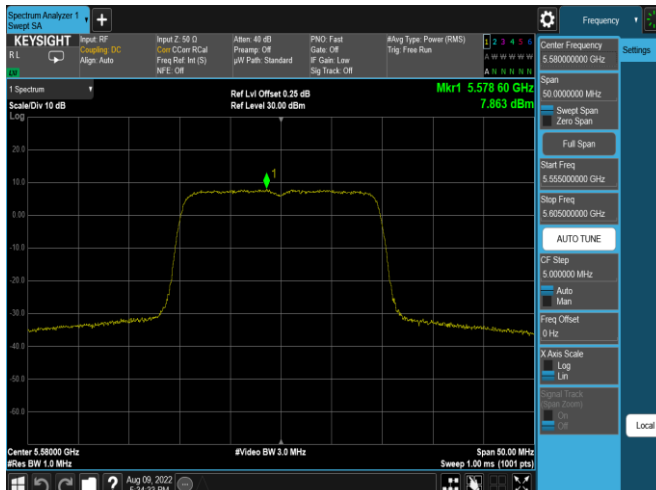 Spectrum Analyzer 1
Swept SA
Frequency
KEYSIGHT
R L
Input: RF
Coupling: DC
Align: Auto
Input Z: 50 Ω
Corr CCorr RCal
Freq Ref: Int (S)
NFE: Off
Atten: 40 dB
Preamp: Off
µW Path: Standard
PNO: Fast
Gate: Off
IF Gain: Low
Sig Track: Off
#Avg Type: Power (RMS)
Trig: Free Run
1 2 3 4 5 6
A W W W W W
A N N N N N
1 Spectrum
Scale/Div 10 dB
Log
Ref Lvl Offset 0.25 dB
Ref Level 30.00 dBm
Mkr1 5.578 60 GHz
7.863 dBm
20.0
10.0
0.00
-10.0
-20.0
-30.0
-40.0
-50.0
-60.0
1
Center 5.58000 GHz
#Res BW 1.0 MHz
#Video BW 3.0 MHz
Span 50.00 MHz
Sweep 1.00 ms (1001 pts)
Aug 09, 2022
Center Frequency
5.580000000 GHz
Span
50.0000000 MHz
Swept Span
Zero Span
Full Span
Start Freq
5.555000000 GHz
Stop Freq
5.605000000 GHz
AUTO TUNE
CF Step
5.000000 MHz
Auto
Man
Freq Offset
0 Hz
X Axis Scale
Log
Lin
Signal Track
(Span Zoom)
On
Off
Settings
Local